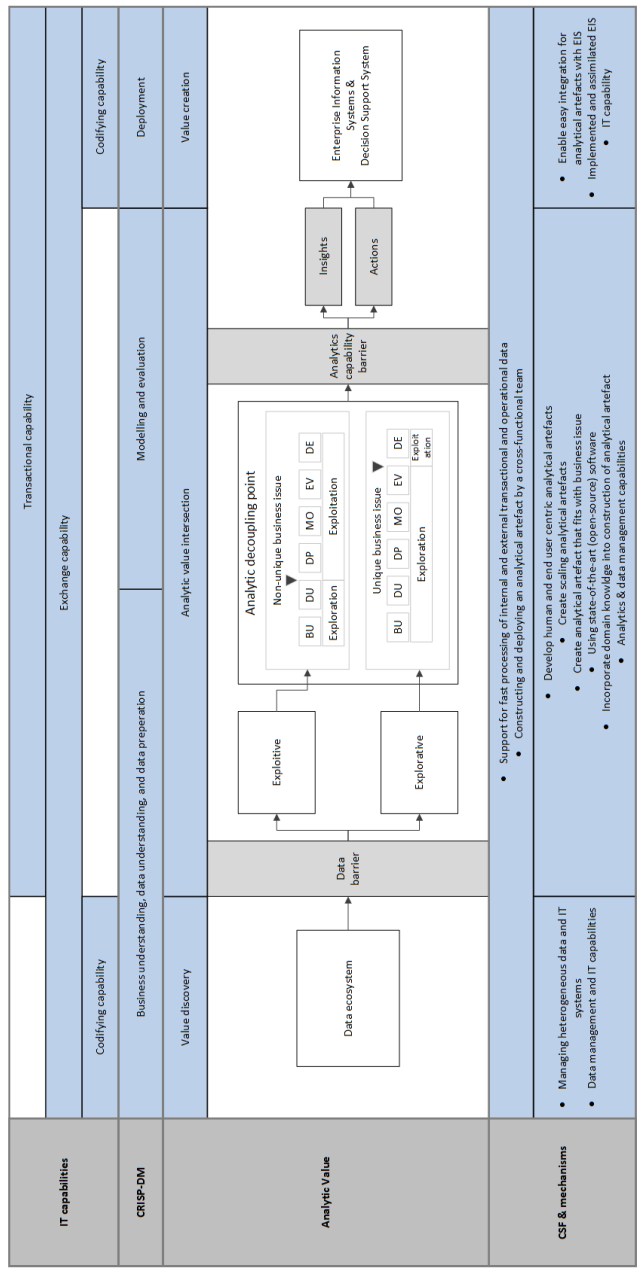 IT capabilities
Transactional capability
Exchange capability
Codifying capability
Codifying capability
CRISP-DM
Business understanding, data understanding, and data preperation
Modelling and evaluation
Deployment
Analytic Value
Value discovery
Analytic value intersection
Value creation
Data ecosystem
Data
barrier
Exploitive
Explorative
Analytic decoupling point
Non-unique business issue
BU
DU
DP
MO
EV
DE
Exploration
Exploitation
Unique business issue
BU
DU
DP
MO
EV
DE
Exploration
Exploit
ation
Analytics
capability
barrier
Insights
Actions
Enterprise Information
Systems &
Decision Support System
CSF & mechanisms
• Support for fast processing of internal and external transactional and operational data
• Constructing and deploying an analytical artefact by a cross-functional team
• Managing heterogeneous data and IT
systems
• Data management and IT capabilities
• Develop human and end user centric analytical artefacts
• Create scaling analytical artefacts
• Create analytical artefact that fits with business issue
• Using state-of-the-art (open-source) software
• Incorporate domain knowldge into construction of analytical artefact
• Analytics & data management capabilities
• Enable easy integration for
analytical artefacts with EIS
• Implemented and assimilated EIS
• IT capability